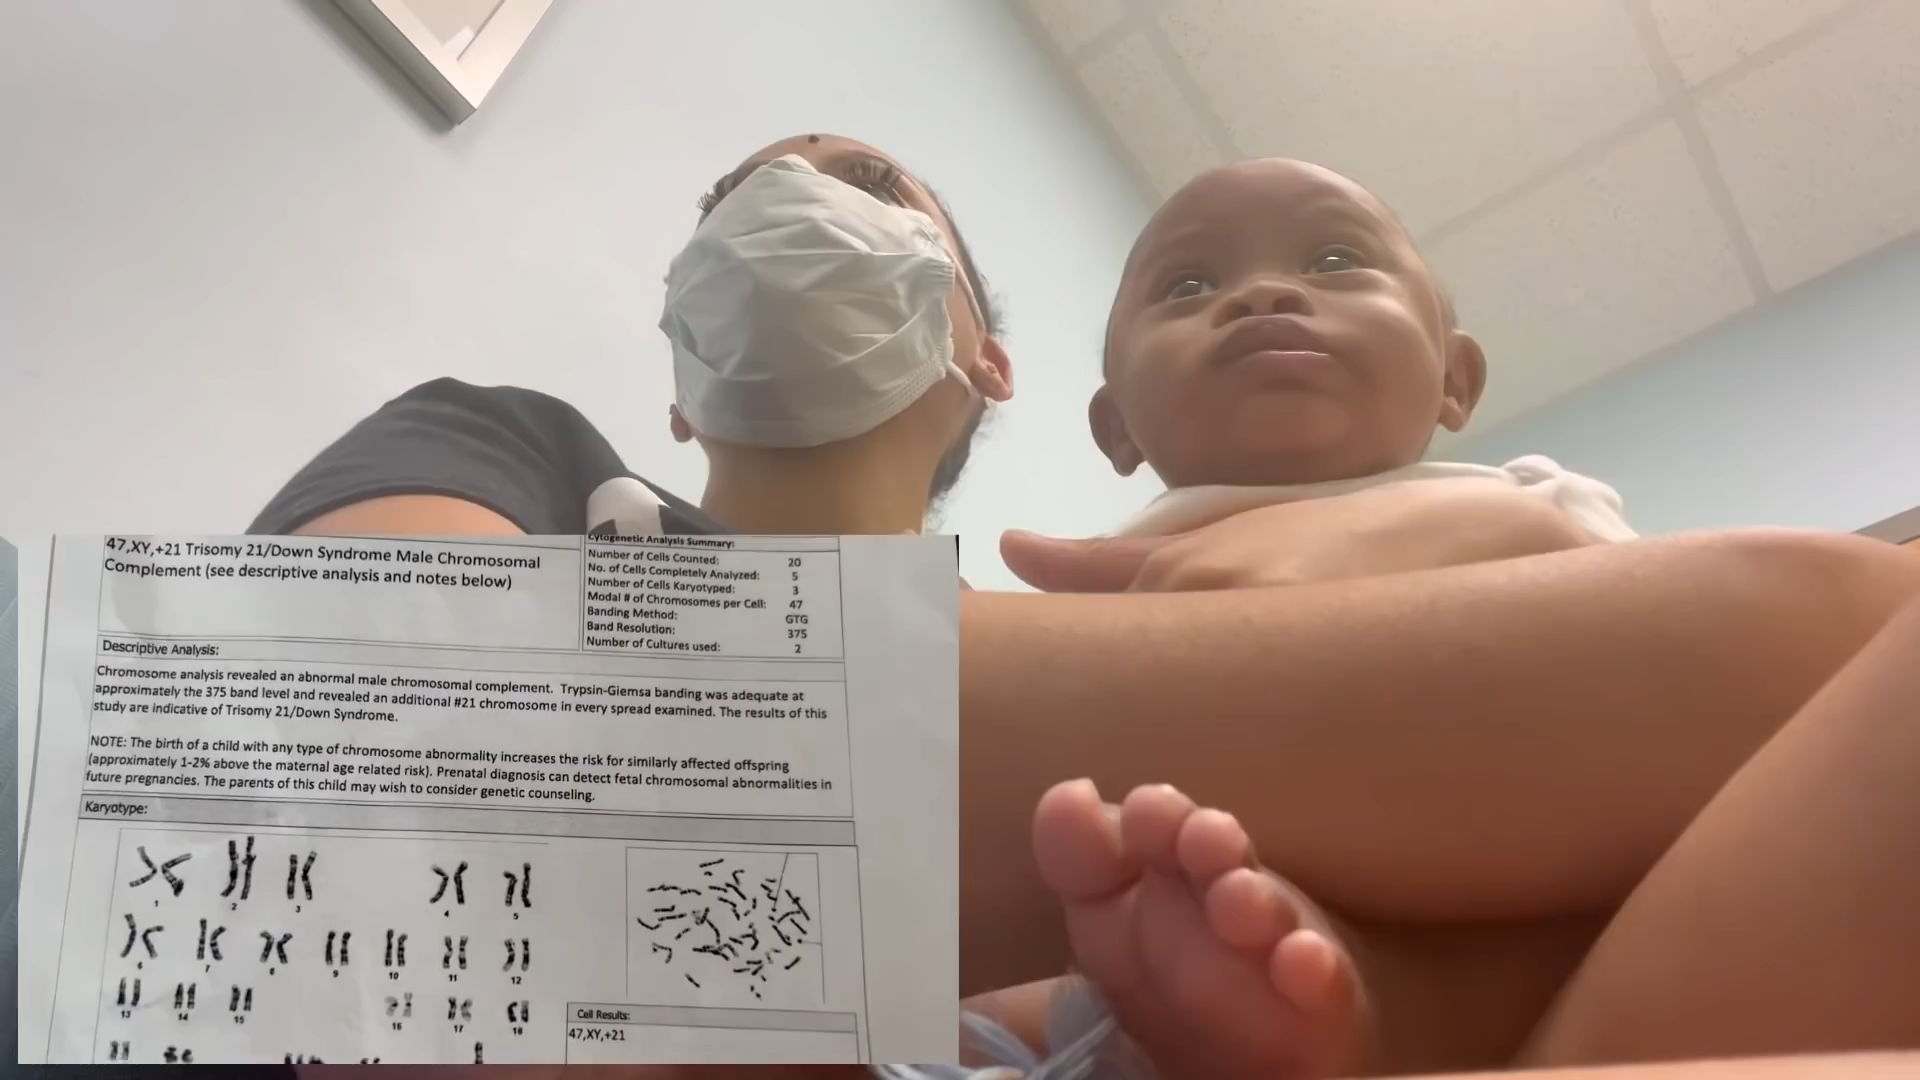 47,XY,+21 Trisomy 21/Down Syndrome Male Chromosomal
Complement (see descriptive analysis and notes below)
Cytogenetic Analysis Summary:
Number of Cells Counted: 20
No. of Cells Completely Analyzed: 5
Number of Cells Karyotyped: 3
Modal # of Chromosomes per Cell: 47
Banding Method: GTG
Band Resolution: 375
Number of Cultures used: 2
Descriptive Analysis:
Chromosome analysis revealed an abnormal male chromosomal complement. Trypsin-Giemsa banding was adequate at
approximately the 375 band level and revealed an additional #21 chromosome in every spread examined. The results of this
study are indicative of Trisomy 21/Down Syndrome.
NOTE: The birth of a child with any type of chromosome abnormality increases the risk for similarly affected offspring
(approximately 1-2% above the maternal age related risk). Prenatal diagnosis can detect fetal chromosomal abnormalities in
future pregnancies. The parents of this child may wish to consider genetic counseling.
Karyotype:
1 2 3 4 5
6 7 8 9 10 11 12
13 14 15 16 17 18
Cell Results:
47,XY,+21